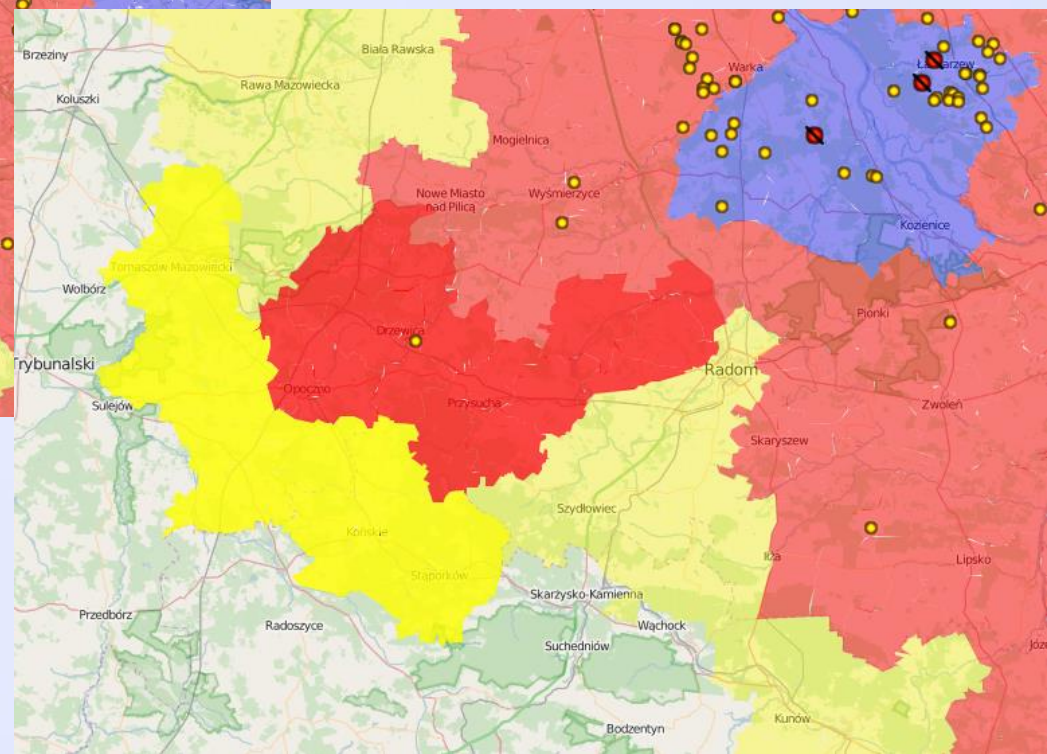 Brzeziny
Biała Rawska
Rawa Mazowiecka
Koluszki
Warka
Mogielnica
Nowe Miasto
nad Pilicą
Wyśmierzyce
Kozienice
Tomaszów Mazowiecki
Wolbórz
Pionki
Drzewica
Trybunalski
Radom
Opoczno
Przysucha
Sulejów
Zwoleń
Skaryszew
Szydłowiec
Końskie
Iłża
Lipsko
Stąporków
Skarżysko-Kamienna
Przedbórz
Radoszyce
Wąchock
Suchedniów
Kunów
Bodzentyn